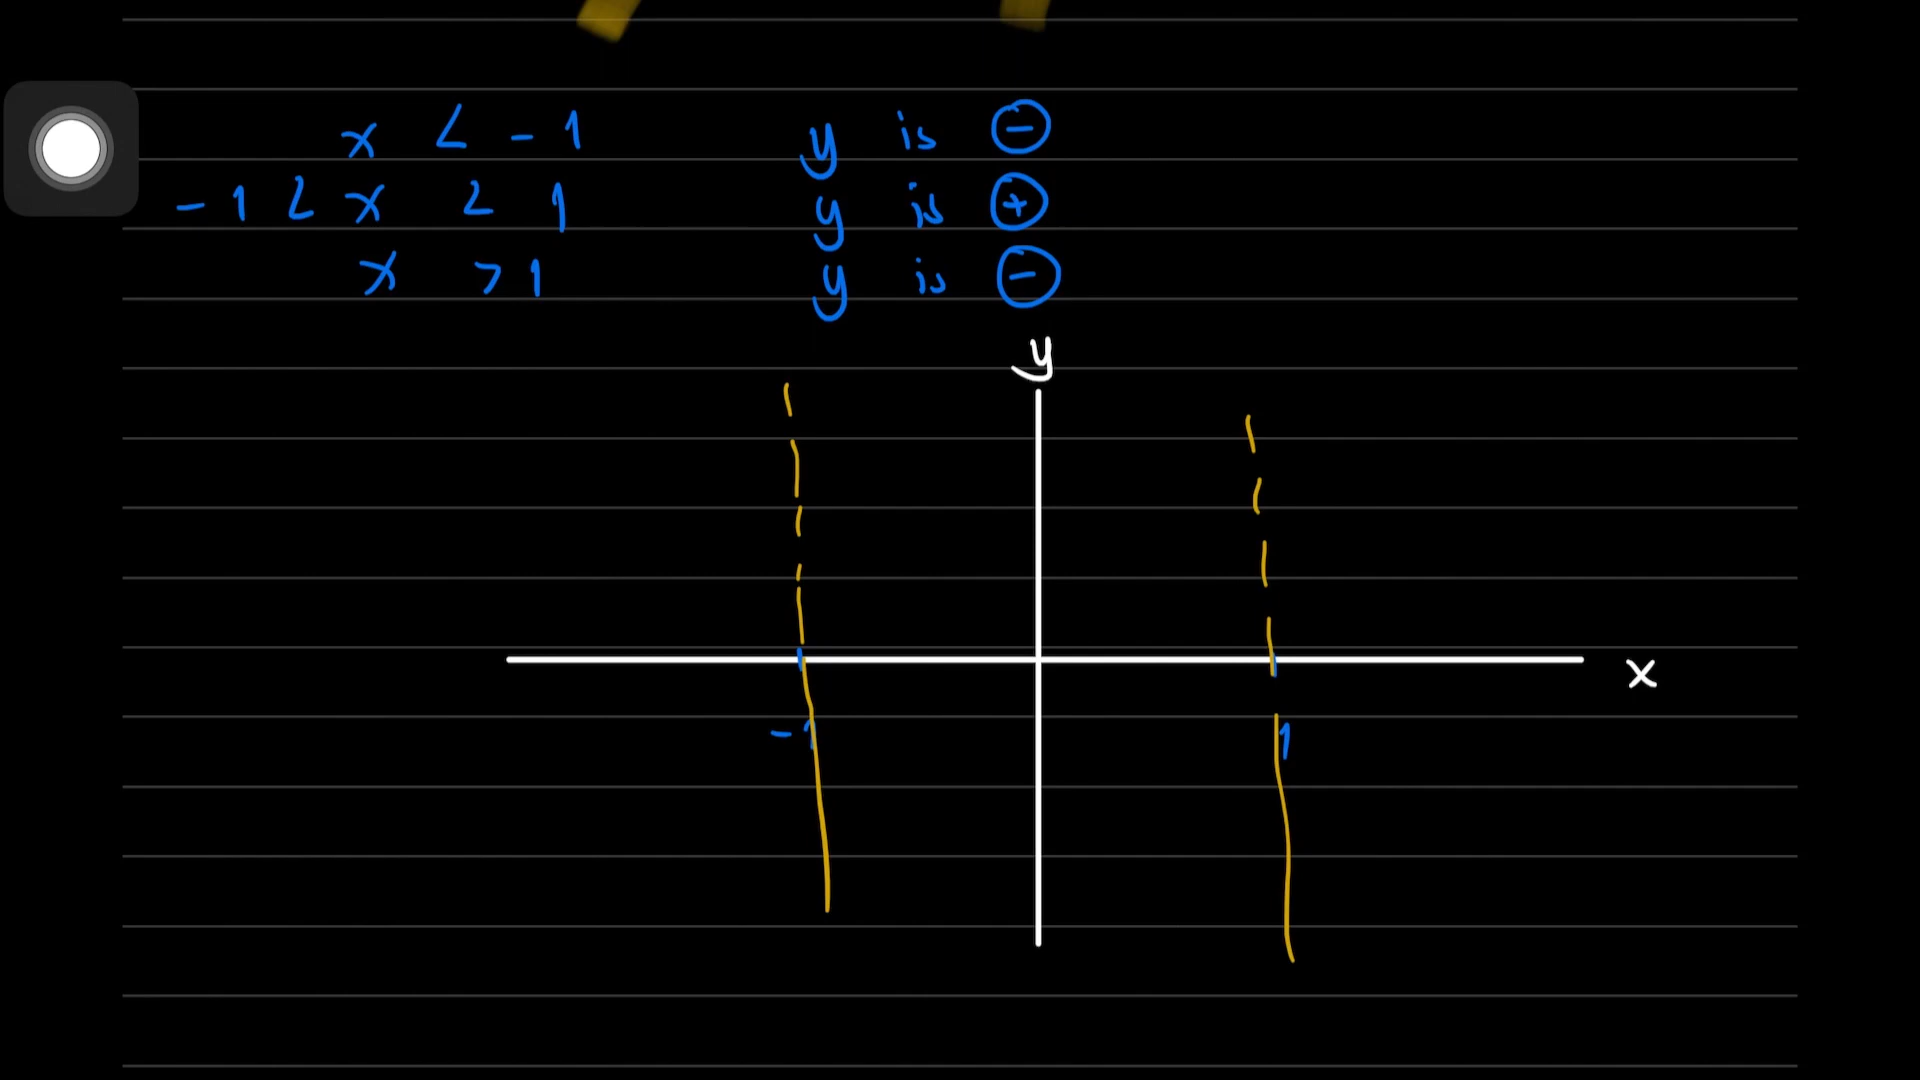 x < - 1 y is ⊖
- 1 < x < 1 y is ⊕
x > 1 y is ⊖
y
x
- 1
1